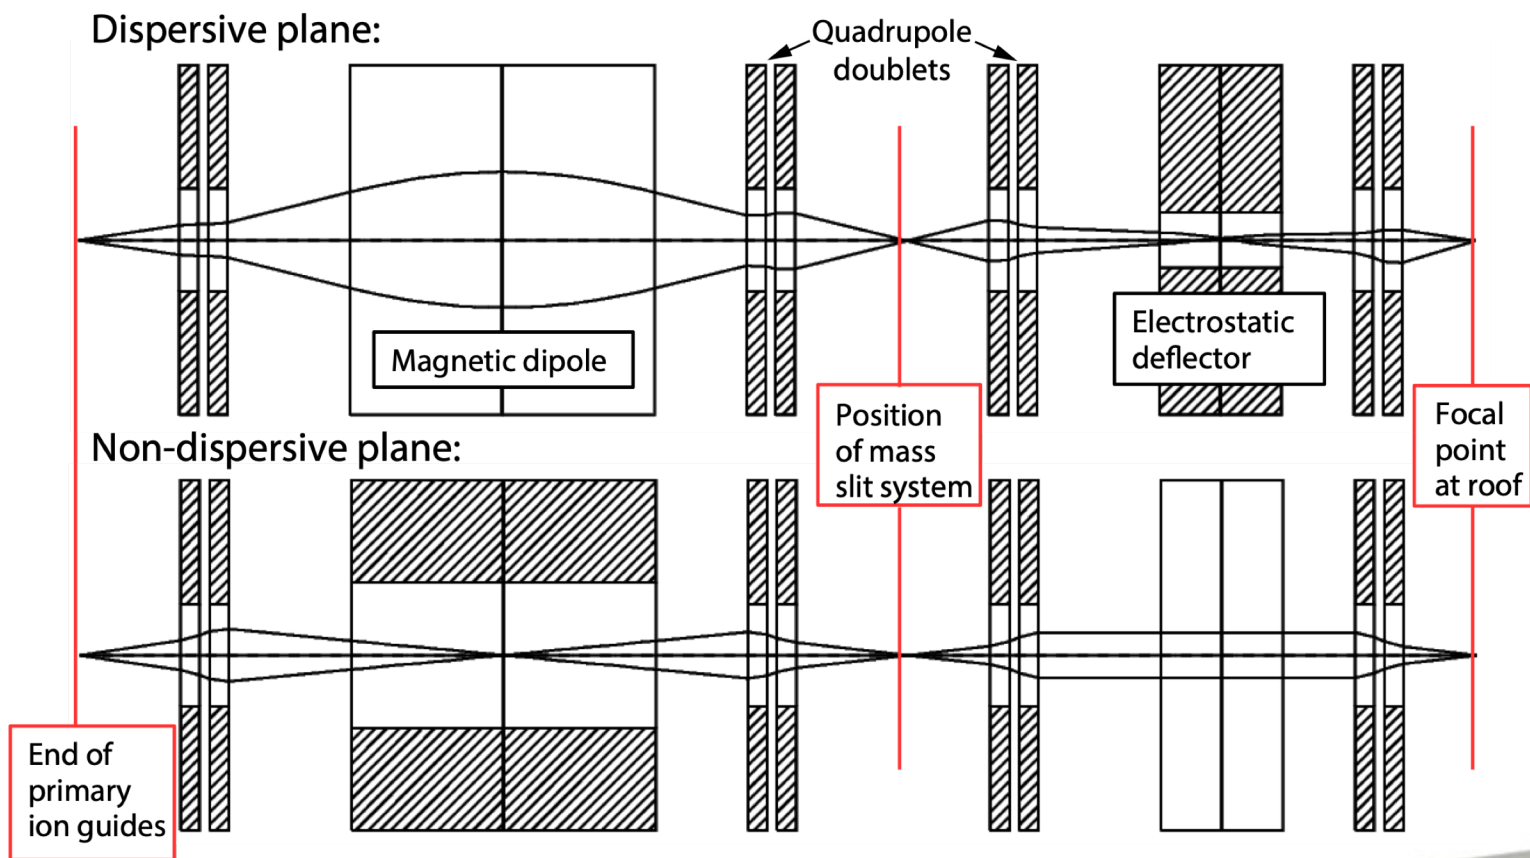 Dispersive plane:
Quadrupole
doublets
Magnetic dipole
Electrostatic
deflector
Position
of mass
slit system
Focal
point
at roof
Non-dispersive plane:
End of
primary
ion guides